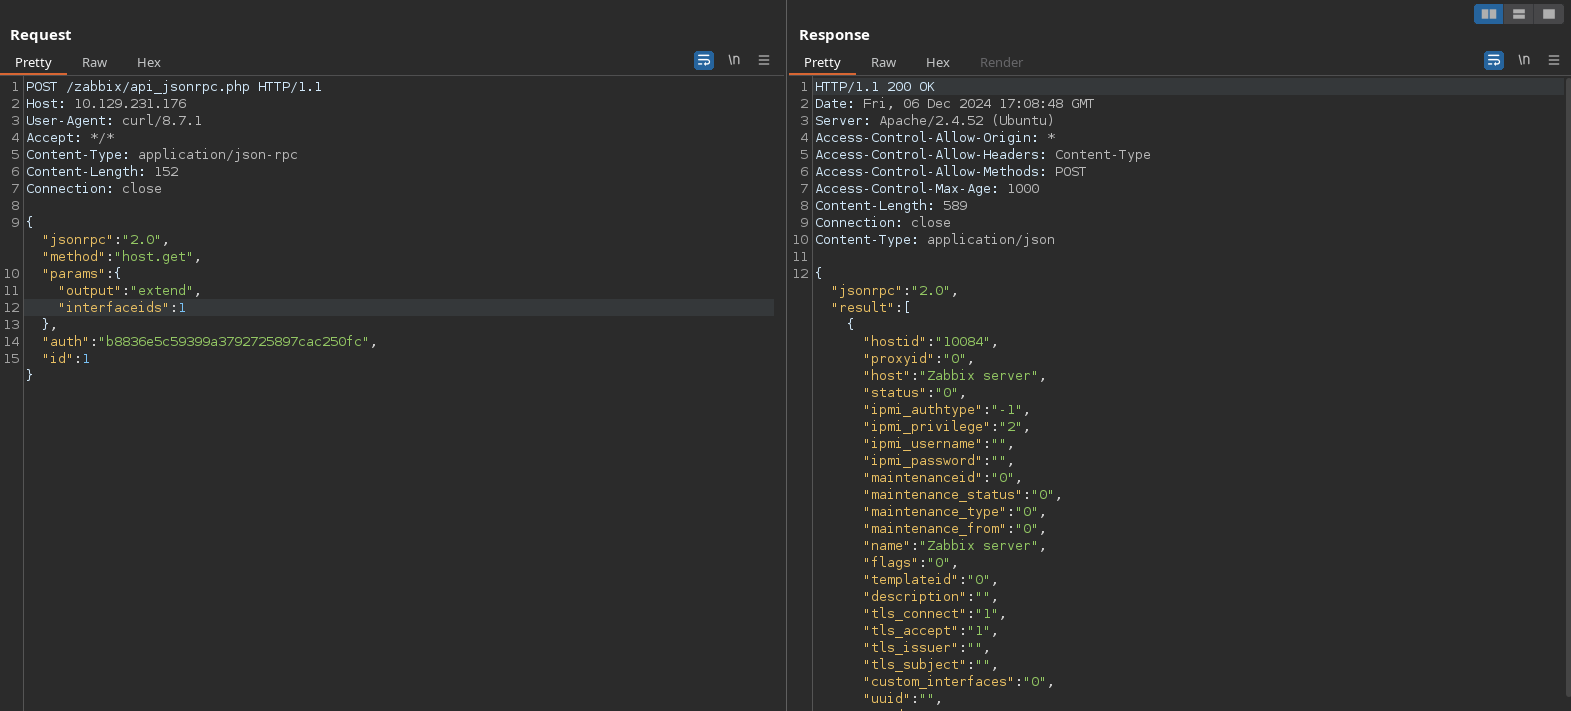 Request
Pretty Raw Hex \n
1 POST /zabbix/api_jsonrpc.php HTTP/1.1
2 Host: 10.129.231.176
3 User-Agent: curl/8.7.1
4 Accept: */*
5 Content-Type: application/json-rpc
6 Content-Length: 152
7 Connection: close
8
9 {
"jsonrpc":"2.0",
"method":"host.get",
10 "params":{
11 "output":"extend",
12 "interfaceids":1
13 },
14 "auth":"b8836e5c59399a3792725897cac250fc",
15 "id":1
}
Response
Pretty Raw Hex Render \n
1 HTTP/1.1 200 OK
2 Date: Fri, 06 Dec 2024 17:08:48 GMT
3 Server: Apache/2.4.52 (Ubuntu)
4 Access-Control-Allow-Origin: *
5 Access-Control-Allow-Headers: Content-Type
6 Access-Control-Allow-Methods: POST
7 Access-Control-Max-Age: 1000
8 Content-Length: 589
9 Connection: close
10 Content-Type: application/json
11
12 {
"jsonrpc":"2.0",
"result":[
{
"hostid":"10084",
"proxyid":"0",
"host":"Zabbix server",
"status":"0",
"ipmi_authtype":"-1",
"ipmi_privilege":"2",
"ipmi_username":"",
"ipmi_password":"",
"maintenanceid":"0",
"maintenance_status":"0",
"maintenance_type":"0",
"maintenance_from":"0",
"name":"Zabbix server",
"flags":"0",
"templateid":"0",
"description":"",
"tls_connect":"1",
"tls_accept":"1",
"tls_issuer":"",
"tls_subject":"",
"custom_interfaces":"0",
"uuid":"",